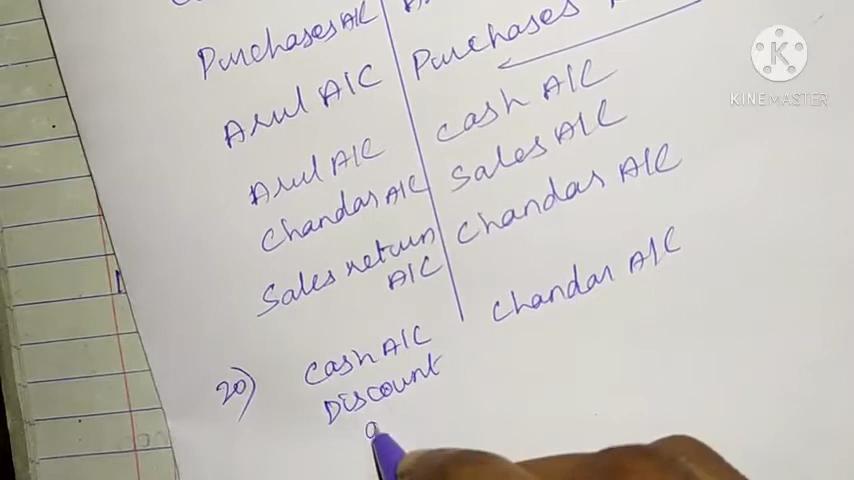 Purchases A/C
Arul A/C Purchases
Arul A/C Cash A/C
Chandar A/C Sales A/C
Sales return A/C Chandar A/C
20) Cash A/C Chandar A/C
Discount
a
KINEMASTER